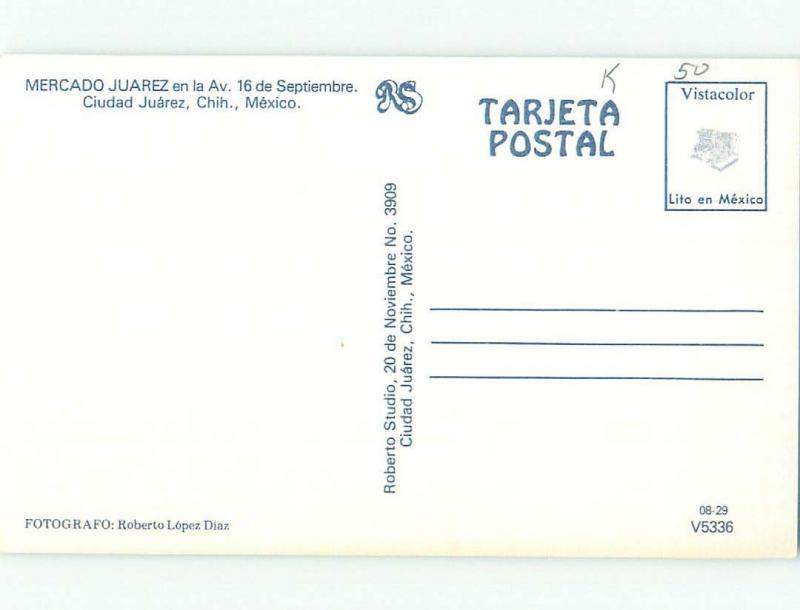 MERCADO JUAREZ en la Av. 16 de Septiembre.
Ciudad Juárez, Chih., México.
RS
TARJETA
POSTAL
K
50
Vistacolor
Lito en México
Roberto Studio, 20 de Noviembre No. 3909
Ciudad Juárez, Chih., México.
FOTOGRAFO: Roberto López Díaz
08-29
V5336